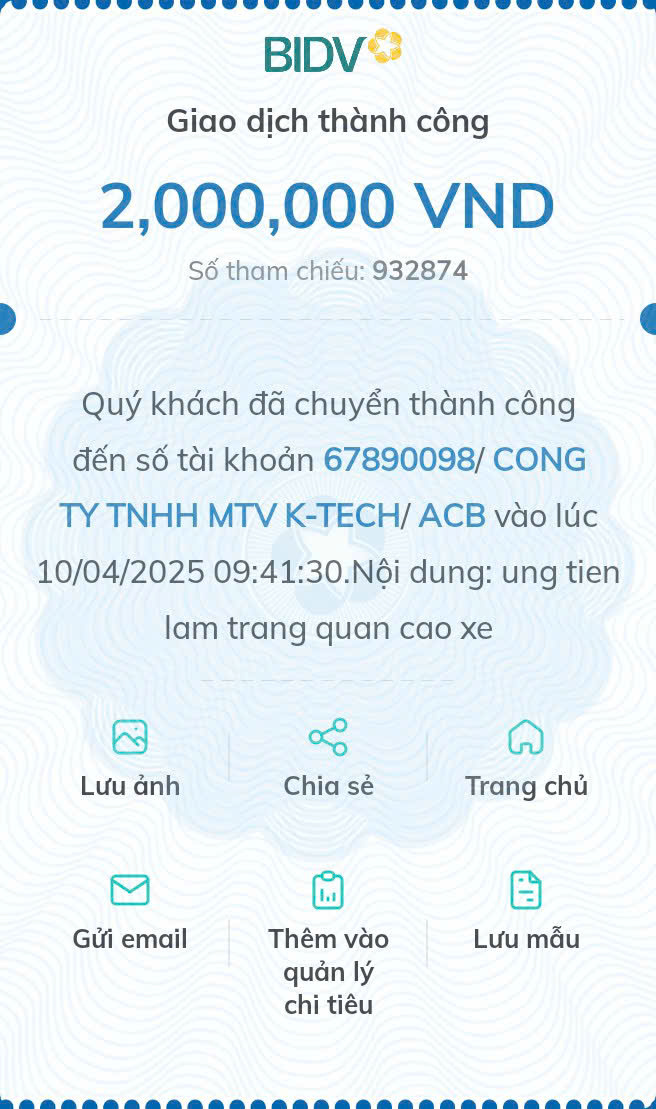 BIDV
Giao dịch thành công
2,000,000 VND
Số tham chiếu: 932874
Quý khách đã chuyển thành công
đến số tài khoản 67890098/ CONG
TY TNHH MTV K-TECH/ ACB vào lúc
10/04/2025 09:41:30.Nội dung: ung tien
lam trang quan cao xe
Lưu ảnh
Chia sẻ
Trang chủ
Gửi email
Thêm vào
quản lý
chi tiêu
Lưu mẫu